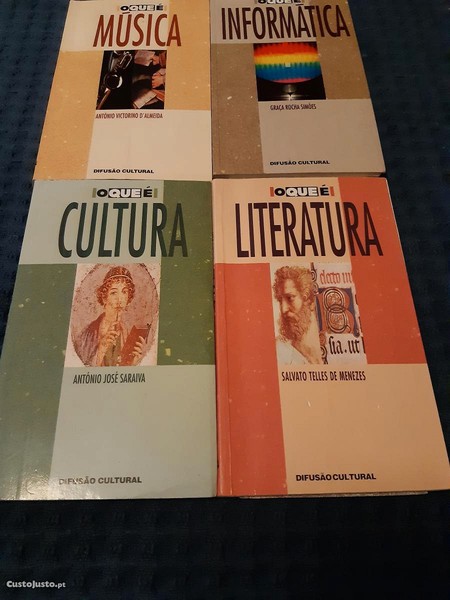 O QUE É
MÚSICA
ANTÓNIO VICTORINO D'ALMEIDA
DIFUSÃO CULTURAL
O QUE É
INFORMÁTICA
GRAÇA ROCHA SIMÕES
DIFUSÃO CULTURAL
O QUE É
CULTURA
ANTÓNIO JOSÉ SARAIVA
DIFUSÃO CULTURAL
O QUE É
LITERATURA
SALVATO TELLES DE MENEZES
DIFUSÃO CULTURAL
CustoJusto.pt